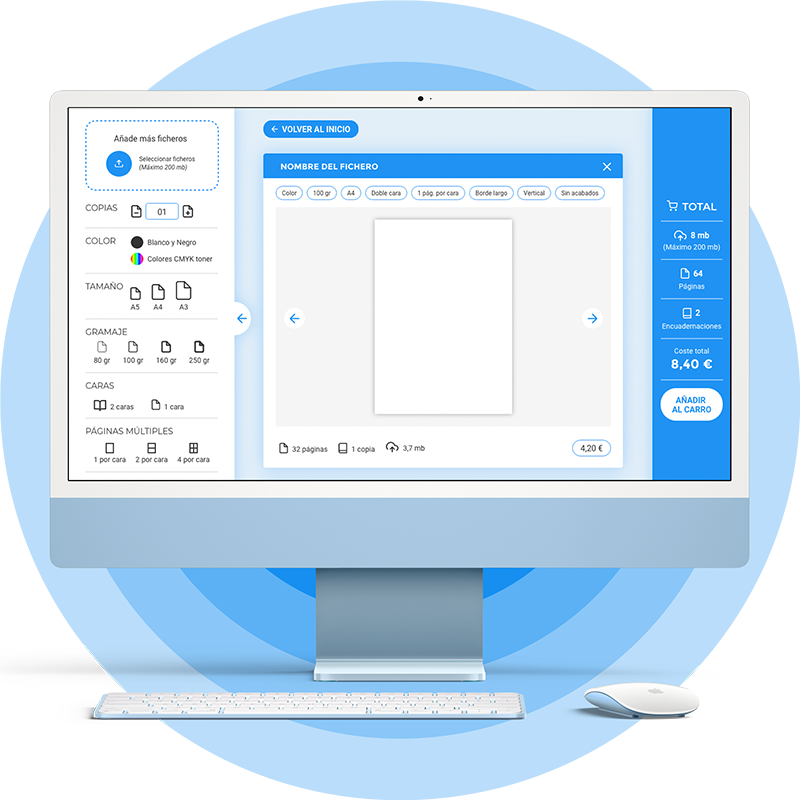 Añade más ficheros
Seleccionar ficheros
(Máximo 200 mb)
COPIAS
01
COLOR
Blanco y Negro
Colores CMYK toner
TAMAÑO
A5 A4 A3
GRAMAJE
80 gr 100 gr 160 gr 250 gr
CARAS
2 caras 1 cara
PÁGINAS MÚLTIPLES
1 por cara 2 por cara 4 por cara
VOLVER AL INICIO
NOMBRE DEL FICHERO
Color 100 gr A4 Doble cara 1 pág. por cara Borde largo Vertical Sin acabados
32 páginas 1 copia 3,7 mb
4,20 €
TOTAL
8 mb
(Máximo 200 mb)
64
Páginas
2
Encuadernaciones
Coste total
8,40 €
AÑADIR
AL CARRO